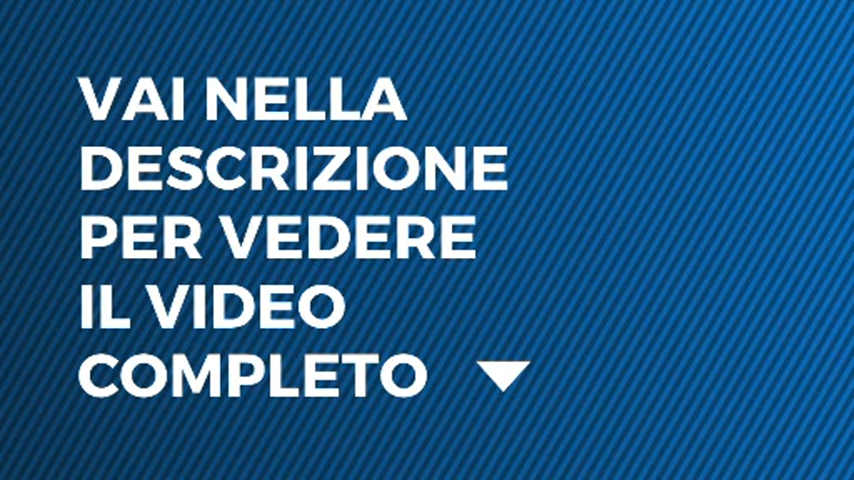 VAI NELLA
DESCRIZIONE
PER VEDERE
IL VIDEO
COMPLETO